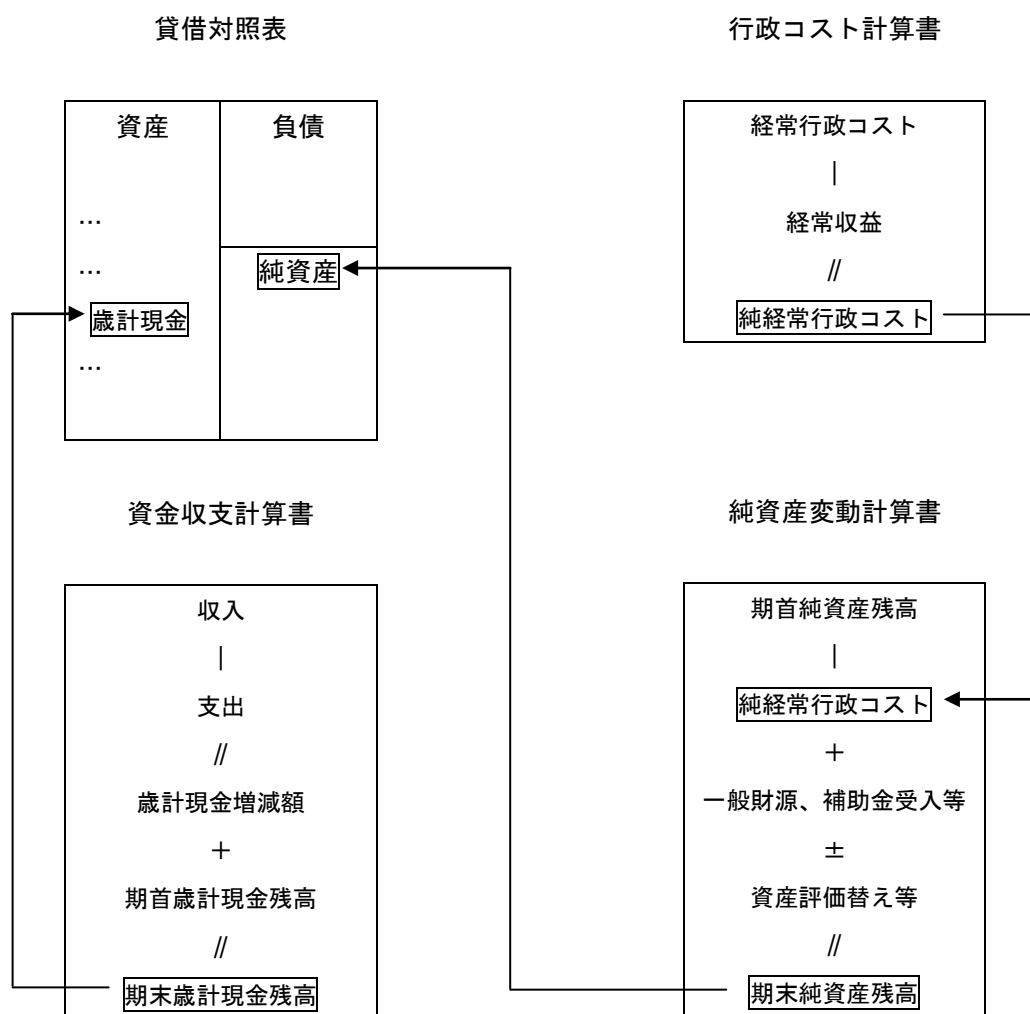 貸借対照表
資産
負債
…
…
純資産
歳計現金
…
行政コスト計算書
経常行政コスト
|
経常収益
//
純経常行政コスト
資金収支計算書
収入
|
支出
//
歳計現金増減額
+
期首歳計現金残高
//
期末歳計現金残高
純資産変動計算書
期首純資産残高
|
純経常行政コスト
+
一般財源、補助金受入等
±
資産評価替え等
//
期末純資産残高